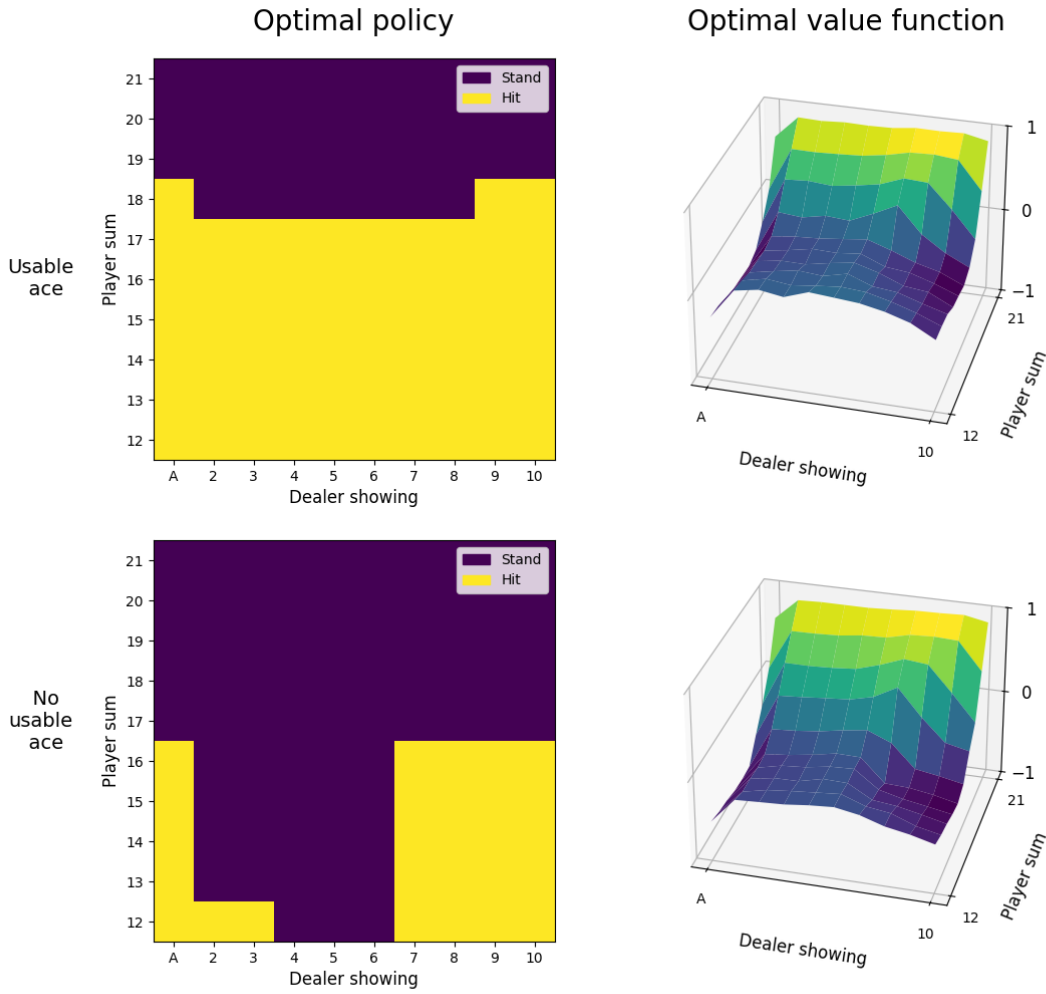 Optimal policy
Optimal value function
Usable
ace
Player sum
21
20
19
18
17
16
15
14
13
12
Stand
Hit
A 2 3 4 5 6 7 8 9 10
Dealer showing
1
0
−1
21
12
Player sum
A
10
Dealer showing
No
usable
ace
Player sum
21
20
19
18
17
16
15
14
13
12
Stand
Hit
A 2 3 4 5 6 7 8 9 10
Dealer showing
1
0
−1
21
12
Player sum
A
10
Dealer showing